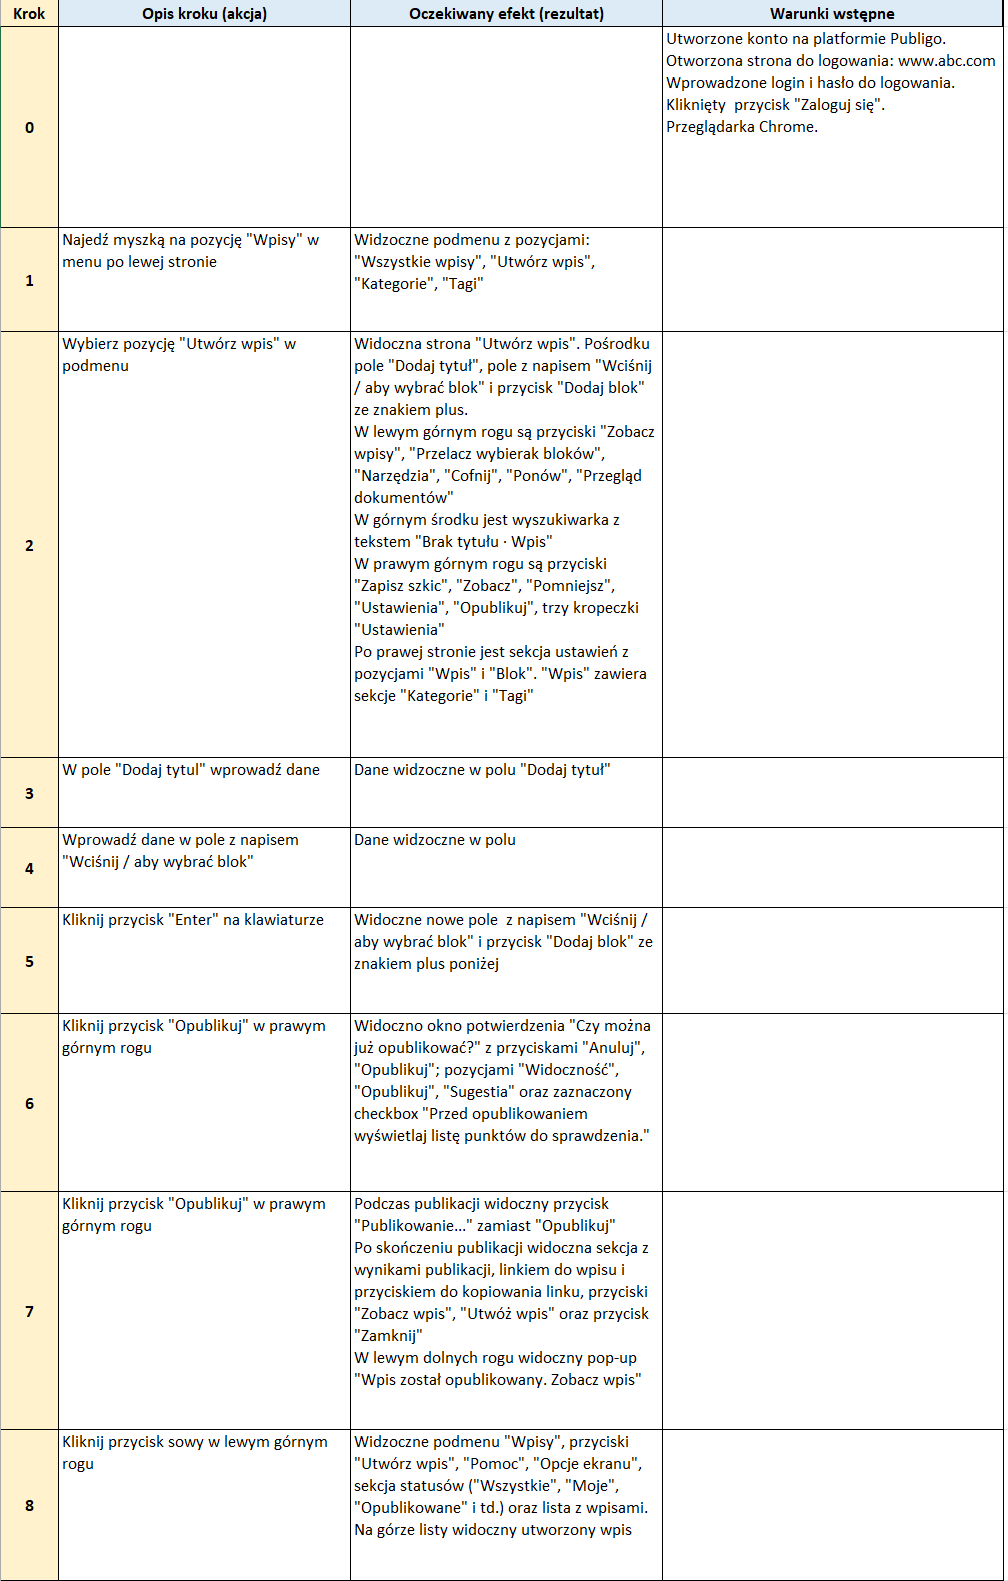 Krok Opis kroku (akcja) Oczekiwany efekt (rezultat) Warunki wstępne
0
Utworzone konto na platformie Publigo.
Otworzona strona do logowania: www.abc.com
Wprowadzone login i hasło do logowania.
Kliknięty  przycisk "Zaloguj się".
Przeglądarka Chrome.
1
Najedź myszką na pozycję "Wpisy" w
menu po lewej stronie
Widzoczne podmenu z pozycjami:
"Wszystkie wpisy", "Utwórz wpis",
"Kategorie", "Tagi"
2
Wybierz pozycję "Utwórz wpis" w
podmenu
Widoczna strona "Utwórz wpis". Pośrodku
pole "Dodaj tytuł", pole z napisem "Wciśnij
/ aby wybrać blok" i przycisk "Dodaj blok"
ze znakiem plus.
W lewym górnym rogu są przyciski "Zobacz
wpisy", "Przelacz wybierak bloków",
"Narzędzia", "Cofnij", "Ponów", "Przegląd
dokumentów"
W górnym środku jest wyszukiwarka z
tekstem "Brak tytułu · Wpis"
W prawym górnym rogu są przyciski
"Zapisz szkic", "Zobacz", "Pomniejsz",
"Ustawienia", "Opublikuj", trzy kropeczki
"Ustawienia"
Po prawej stronie jest sekcja ustawień z
pozycjami "Wpis" i "Blok". "Wpis" zawiera
sekcje "Kategorie" i "Tagi"
3
W pole "Dodaj tytul" wprowadź dane
Dane widzoczne w polu "Dodaj tytuł"
4
Wprowadź dane w pole z napisem
"Wciśnij / aby wybrać blok"
Dane widzoczne w polu
5
Kliknij przycisk "Enter" na klawiaturze
Widoczne nowe pole  z napisem "Wciśnij /
aby wybrać blok" i przycisk "Dodaj blok" ze
znakiem plus poniżej
6
Kliknij przycisk "Opublikuj" w prawym
górnym rogu
Widoczno okno potwierdzenia "Czy można
już opublikować?" z przyciskami "Anuluj",
"Opublikuj"; pozycjami "Widoczność",
"Opublikuj", "Sugestia" oraz zaznaczony
checkbox "Przed opublikowaniem
wyświetlaj listę punktów do sprawdzenia."
7
Kliknij przycisk "Opublikuj" w prawym
górnym rogu
Podczas publikacji widoczny przycisk
"Publikowanie..." zamiast "Opublikuj"
Po skończeniu publikacji widoczna sekcja z
wynikami publikacji, linkiem do wpisu i
przyciskiem do kopiowania linku, przyciski
"Zobacz wpis", "Utwóż wpis" oraz przycisk
"Zamknij"
W lewym dolnych rogu widoczny pop-up
"Wpis został opublikowany. Zobacz wpis"
8
Kliknij przycisk sowy w lewym górnym
rogu
Widzoczne podmenu "Wpisy", przyciski
"Utwórz wpis", "Pomoc", "Opcje ekranu",
sekcja statusów ("Wszystkie", "Moje",
"Opublikowane" i td.) oraz lista z wpisami.
Na górze listy widoczny utworzony wpis